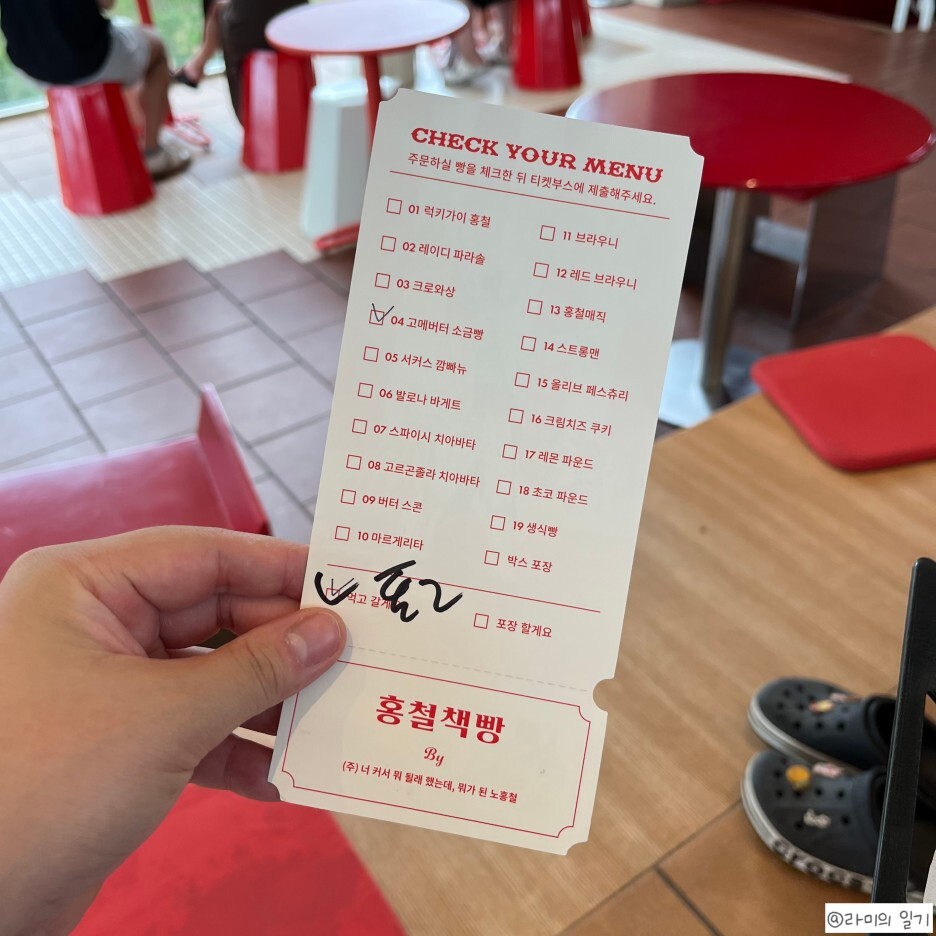 CHECK YOUR MENU
주문하실 빵을 체크한 뒤 티켓부스에 제출해주세요.
01 럭키가이 홍철
02 레이디 파라솔
03 크로와상
04 고메버터 소금빵
05 서커스 깜빠뉴
06 발로나 바게트
07 스파이시 치아바타
08 고르곤졸라 치아바타
09 버터 스콘
10 마르게리타
11 브라우니
12 레드 브라우니
13 홍철매직
14 스트롱맨
15 올리브 페스츄리
16 크림치즈 쿠키
17 레몬 파운드
18 초코 파운드
19 생식빵
박스 포장
먹고 갈게
포장 할게요
홍철책빵
By
(주) 너 커서 뭐 될래 했는데, 뭐가 된 노홍철
crocs
@라미의 일기